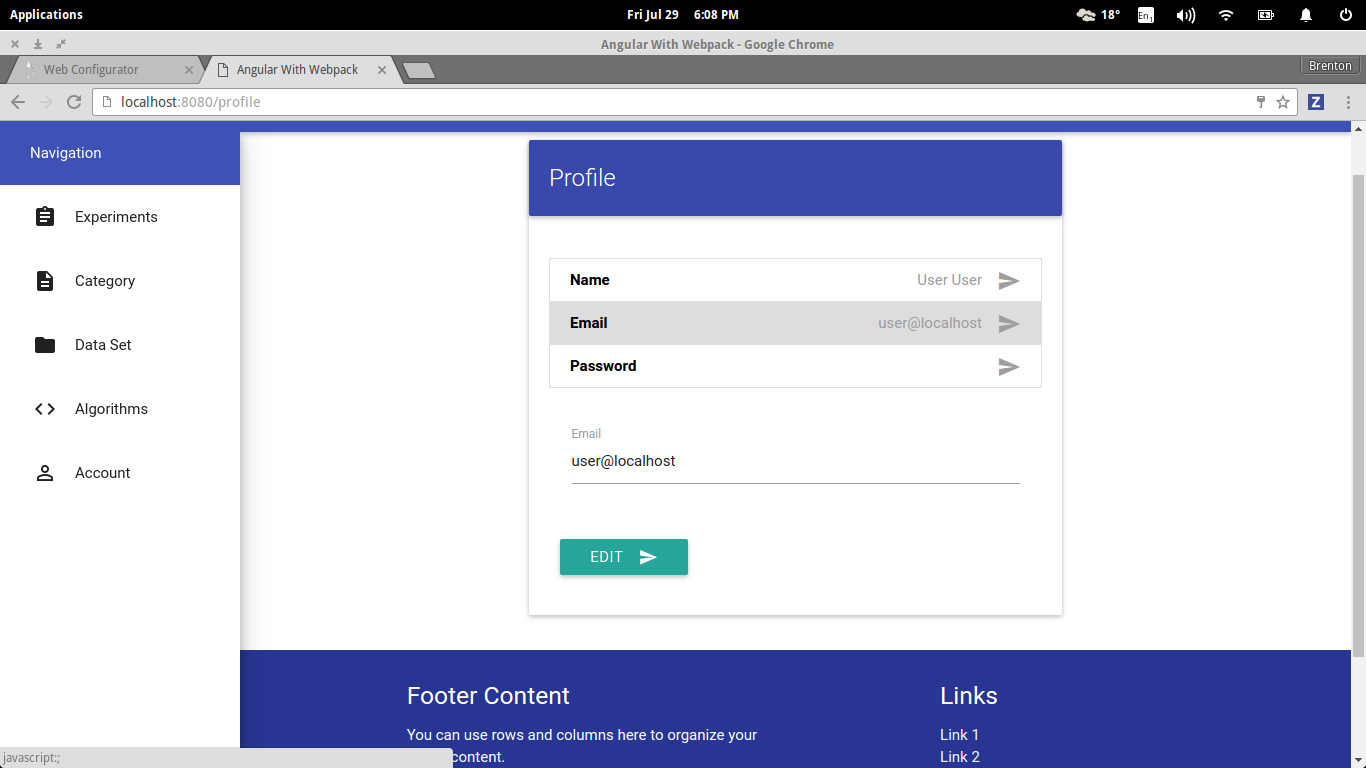 Applications
Fri Jul 29 6:08 PM
18°
En1
Angular With Webpack - Google Chrome
Web Configurator
Angular With Webpack
Brenton
localhost:8080/profile
Z
Navigation
Experiments
Category
Data Set
Algorithms
Account
Profile
Name User User
Email user@localhost
Password
Email
user@localhost
EDIT
Footer Content
You can use rows and columns here to organize your
content.
Links
Link 1
Link 2
javascript:;